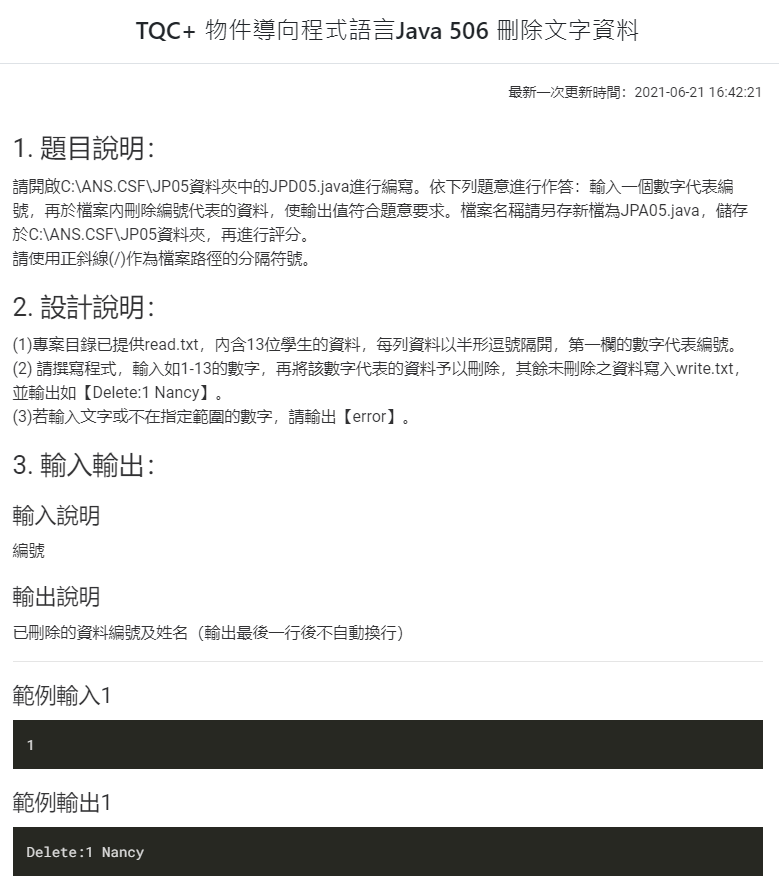 TQC+ 物件導向程式語言Java 506 刪除文字資料
最新一次更新時間：2021-06-21 16:42:21
1. 題目說明：
請開啟C:\ANS.CSF\JP05資料夾中的JPD05.java進行編寫。依下列題意進行作答：輸入一個數字代表編
號，再於檔案內刪除編號代表的資料，使輸出值符合題意要求。檔案名稱請另存新檔為JPA05.java，儲存
於C:\ANS.CSF\JP05資料夾，再進行評分。
請使用正斜線(/)作為檔案路徑的分隔符號。
2. 設計說明：
(1)專案目錄已提供read.txt，內含13位學生的資料，每列資料以半形逗號隔開，第一欄的數字代表編號。
(2) 請撰寫程式，輸入如1-13的數字，再將該數字代表的資料予以刪除，其餘未刪除之資料寫入write.txt，
並輸出如【Delete:1 Nancy】。
(3)若輸入文字或不在指定範圍的數字，請輸出【error】。
3. 輸入輸出：
輸入說明
編號
輸出說明
已刪除的資料編號及姓名（輸出最後一行後不自動換行）
範例輸入1
1
範例輸出1
Delete:1 Nancy